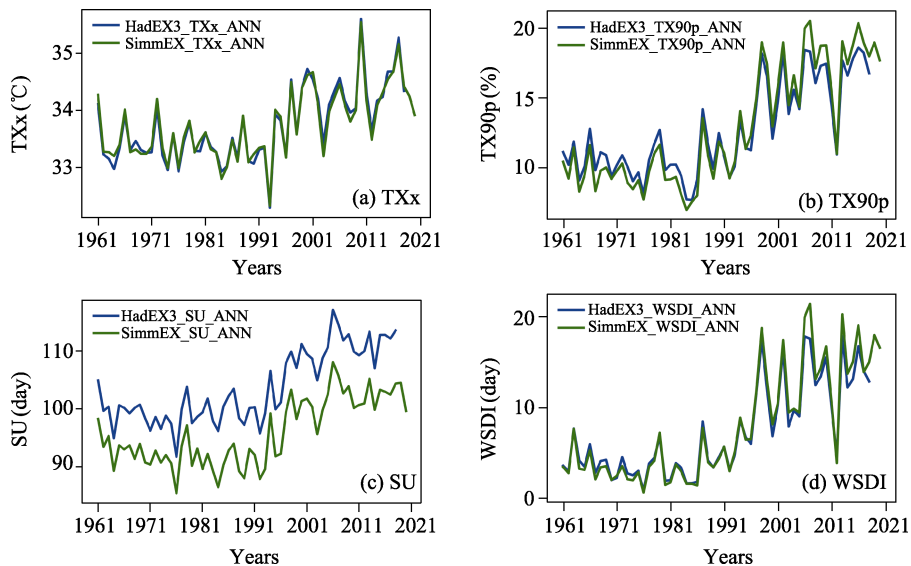 HadEX3_TXx_ANN
SimmEX_TXx_ANN
35
34
33
TXx (℃)
(a) TXx
1961 1971 1981 1991 2001 2011 2021
Years
HadEX3_TX90p_ANN
SimmEX_TX90p_ANN
20
15
10
TX90p (%)
(b) TX90p
1961 1971 1981 1991 2001 2011 2021
Years
HadEX3_SU_ANN
SimmEX_SU_ANN
110
100
90
SU (day)
(c) SU
1961 1971 1981 1991 2001 2011 2021
Years
HadEX3_WSDI_ANN
SimmEX_WSDI_ANN
20
10
0
WSDI (day)
(d) WSDI
1961 1971 1981 1991 2001 2011 2021
Years